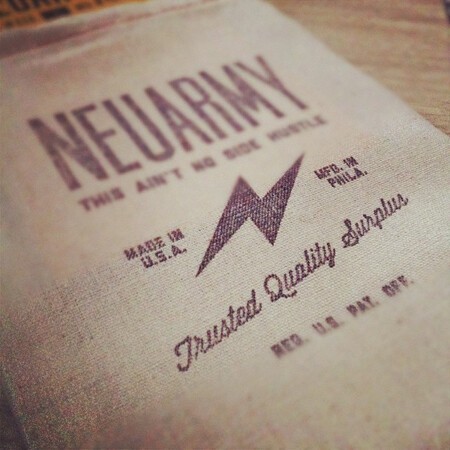 NEUARMY
THIS AIN'T NO SIDE HUSTLE
MADE IN
U.S.A.
MFD. IN
PHILA.
Trusted Quality Surplus
REG. U.S. PAT. OFF.